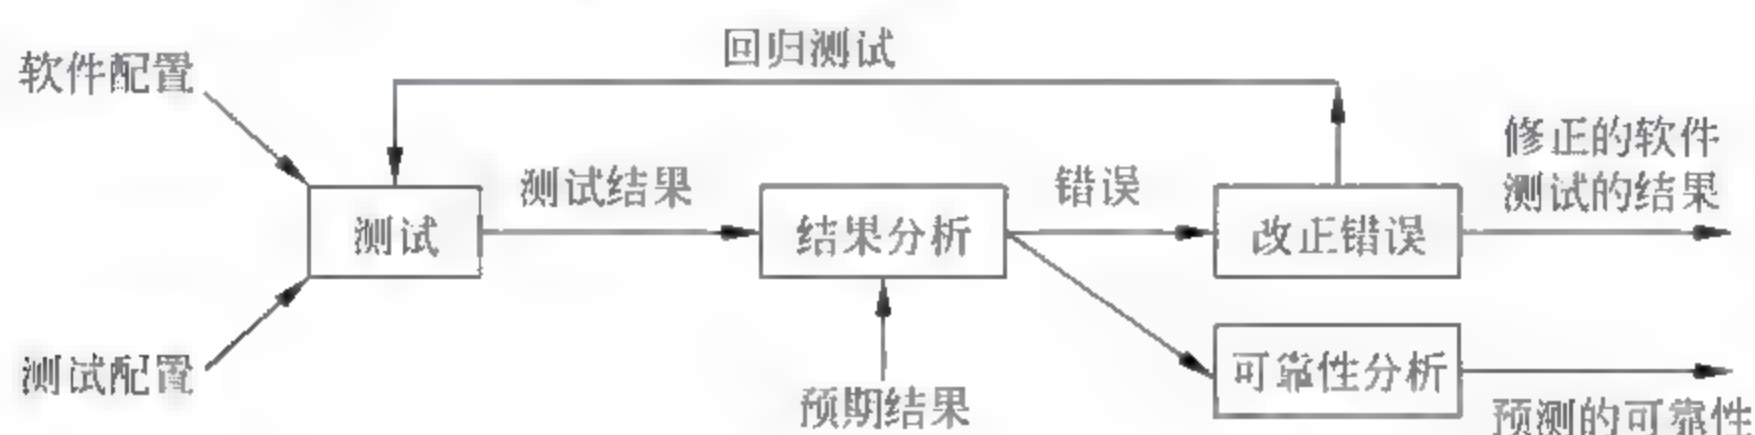 回归测试
软件配置
修正的软件
测试的结果
测试结果
错误
测试
结果分析
改正错误
测试配置
可靠性分析
预期结果
预测的可靠性